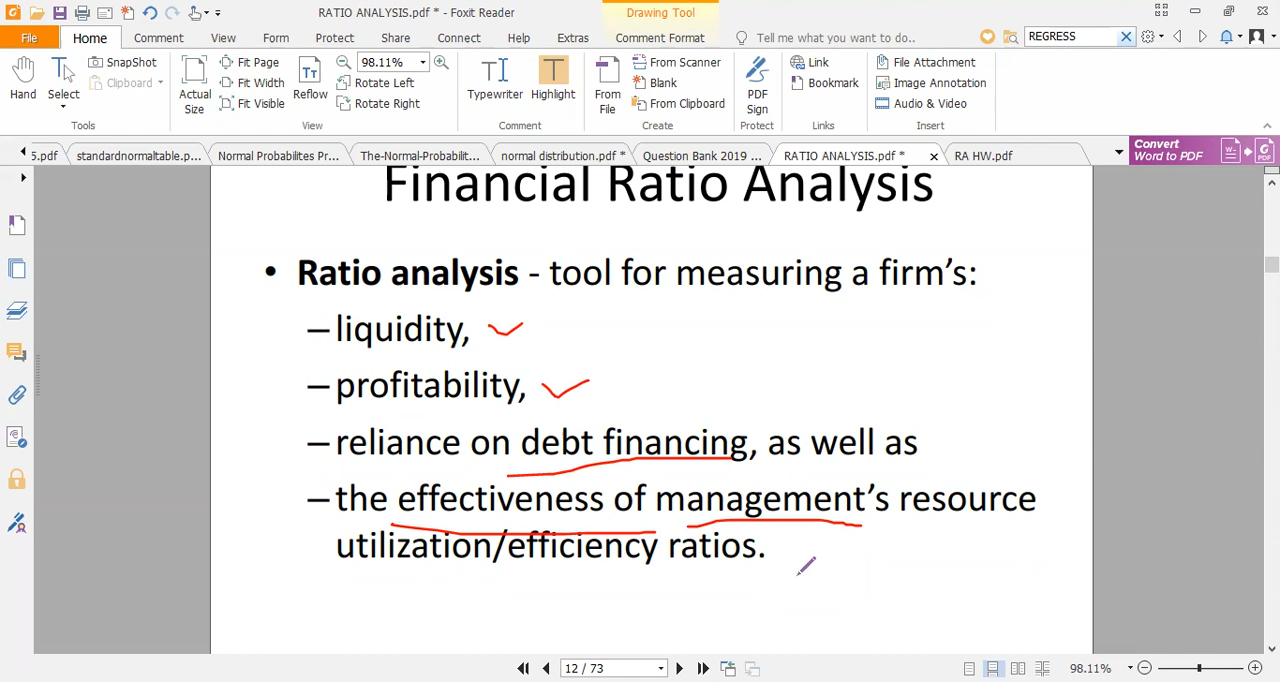 RATIO ANALYSIS.pdf * - Foxit Reader
Drawing Tool
File Home Comment View Form Protect Share Connect Help Extras Comment Format Tell me what you want to do.. REGRESS
Hand
Select
SnapShot
Clipboard
Tools
Actual Size
Fit Page
Fit Width
Fit Visible
Reflow
98.11%
Rotate Left
Rotate Right
View
Typewriter
Highlight
Comment
From File
From Scanner
Blank
From Clipboard
Create
PDF Sign
Protect
Link
Bookmark
Links
File Attachment
Image Annotation
Audio & Video
Insert
5.pdf standardnormaltable.p... Normal Probabilites Pr... The-Normal-Probabilit... normal distribution.pdf * Question Bank 2019 ... RATIO ANALYSIS.pdf * RA HW.pdf
Convert
Word to PDF
Financial Ratio Analysis
• Ratio analysis - tool for measuring a firm's:
– liquidity,
– profitability,
– reliance on debt financing, as well as
– the effectiveness of management's resource
utilization/efficiency ratios.
12 / 73
98.11%